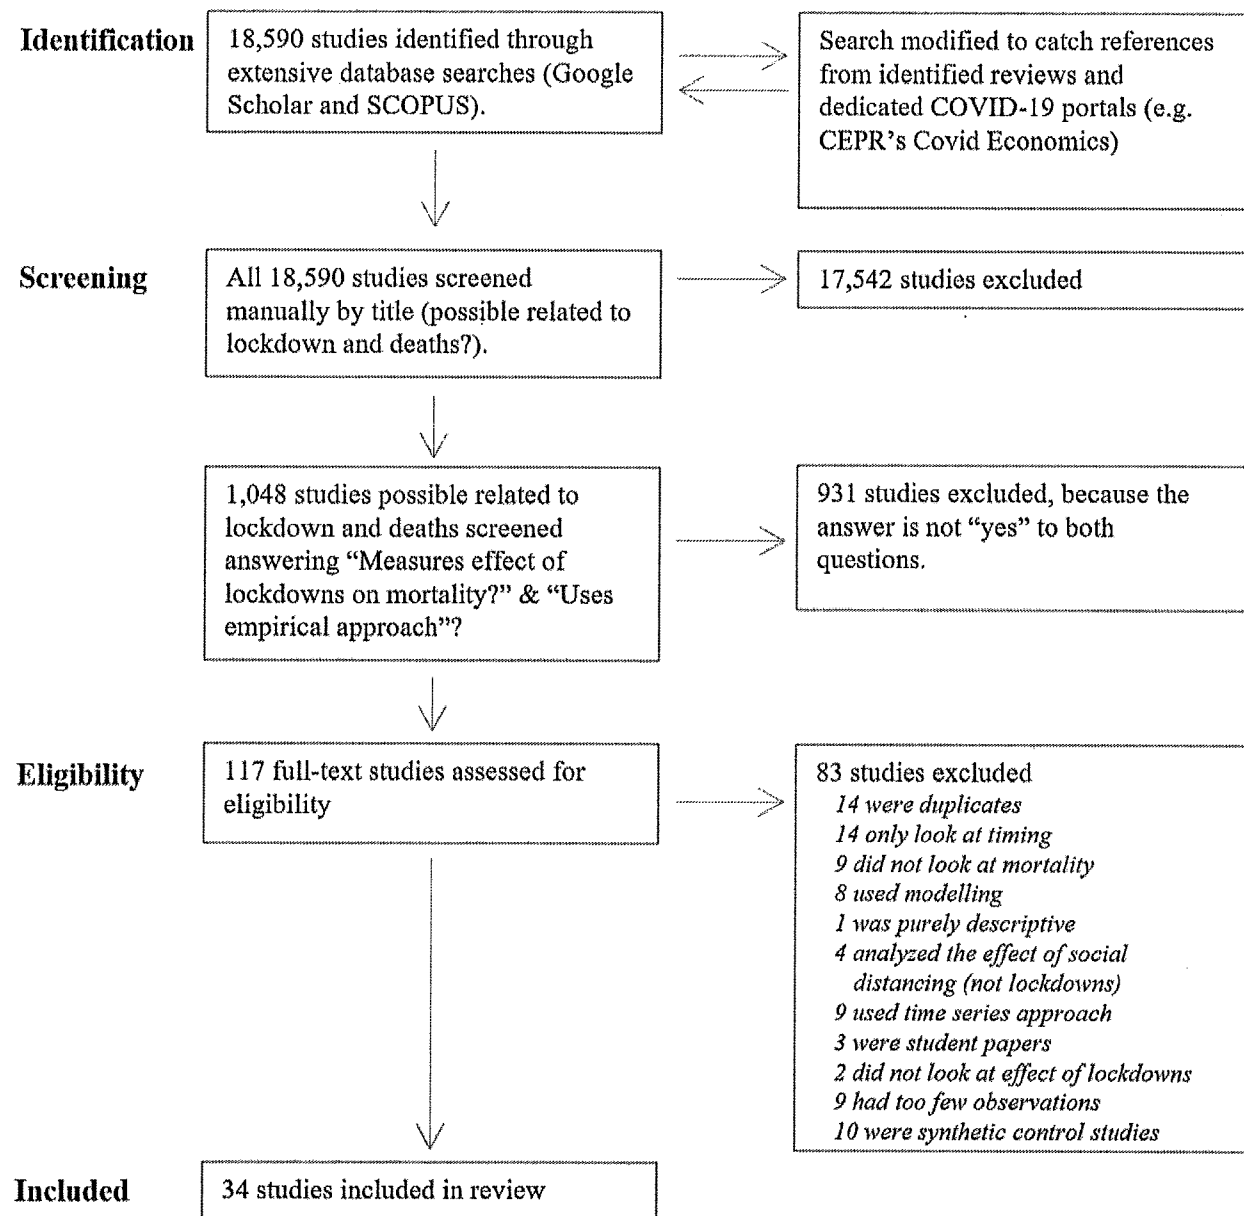 Identification
18,590 studies identified through
extensive database searches (Google
Scholar and SCOPUS).
Search modified to catch references
from identified reviews and
dedicated COVID-19 portals (e.g.
CEPR's Covid Economics)
Screening
All 18,590 studies screened
manually by title (possible related to
lockdown and deaths?).
17,542 studies excluded
1,048 studies possible related to
lockdown and deaths screened
answering “Measures effect of
lockdowns on mortality?” & “Uses
empirical approach”?
931 studies excluded, because the
answer is not “yes” to both
questions.
Eligibility
117 full-text studies assessed for
eligibility
83 studies excluded
14 were duplicates
14 only look at timing
9 did not look at mortality
8 used modelling
1 was purely descriptive
4 analyzed the effect of social
distancing (not lockdowns)
9 used time series approach
3 were student papers
2 did not look at effect of lockdowns
9 had too few observations
10 were synthetic control studies
Included
34 studies included in review